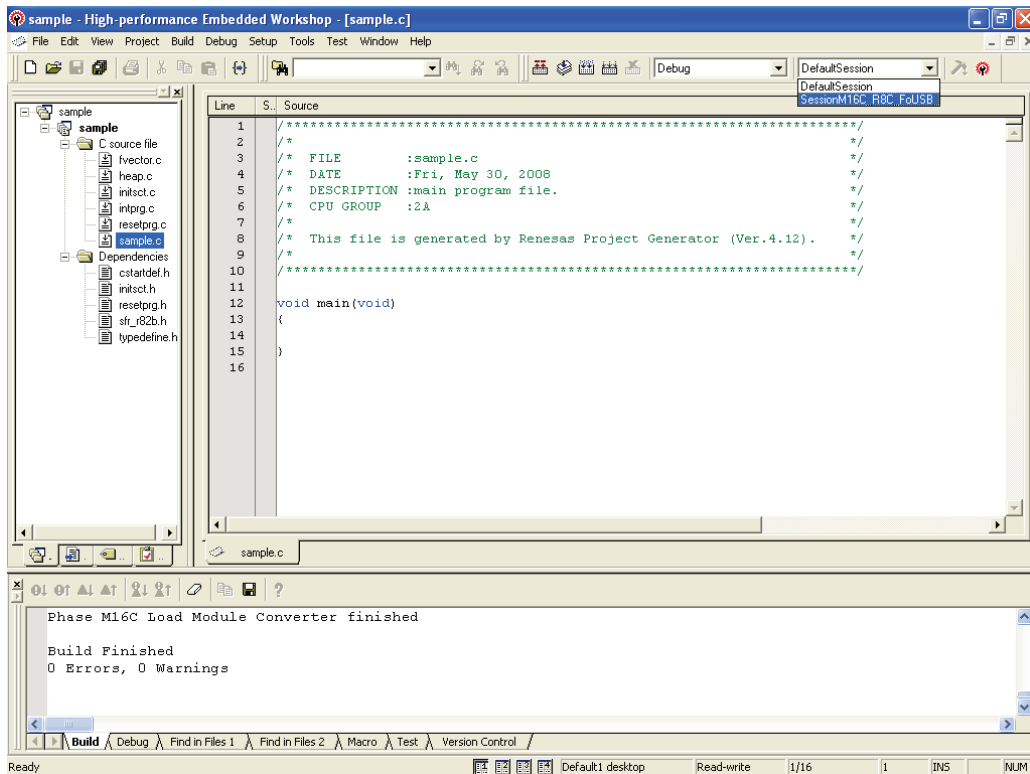 sample - High-performance Embedded Workshop - [sample.c]
File Edit View Project Build Debug Setup Tools Test Window Help
Debug DefaultSession
DefaultSession
SessionM16C_R8C_FoUSB
sample
sample
C source file
fvector.c
heap.c
initsct.c
intprg.c
resetprg.c
sample.c
Dependencies
cstartdef.h
initsct.h
resetprg.h
sfr_r82b.h
typedefine.h
Line S.. Source
1 /***********************************************************************/
2 /* */
3 /* FILE :sample.c */
4 /* DATE :Fri, May 30, 2008 */
5 /* DESCRIPTION :main program file. */
6 /* CPU GROUP :2A */
7 /* */
8 /* This file is generated by Renesas Project Generator (Ver.4.12). */
9 /* */
10 /***********************************************************************/
11
12 void main(void)
13 {
14
15 }
16
sample.c
Phase M16C Load Module Converter finished
Build Finished
0 Errors, 0 Warnings
Build Debug Find in Files 1 Find in Files 2 Macro Test Version Control
Ready Default1 desktop Read-write 1/16 1 INS NUM